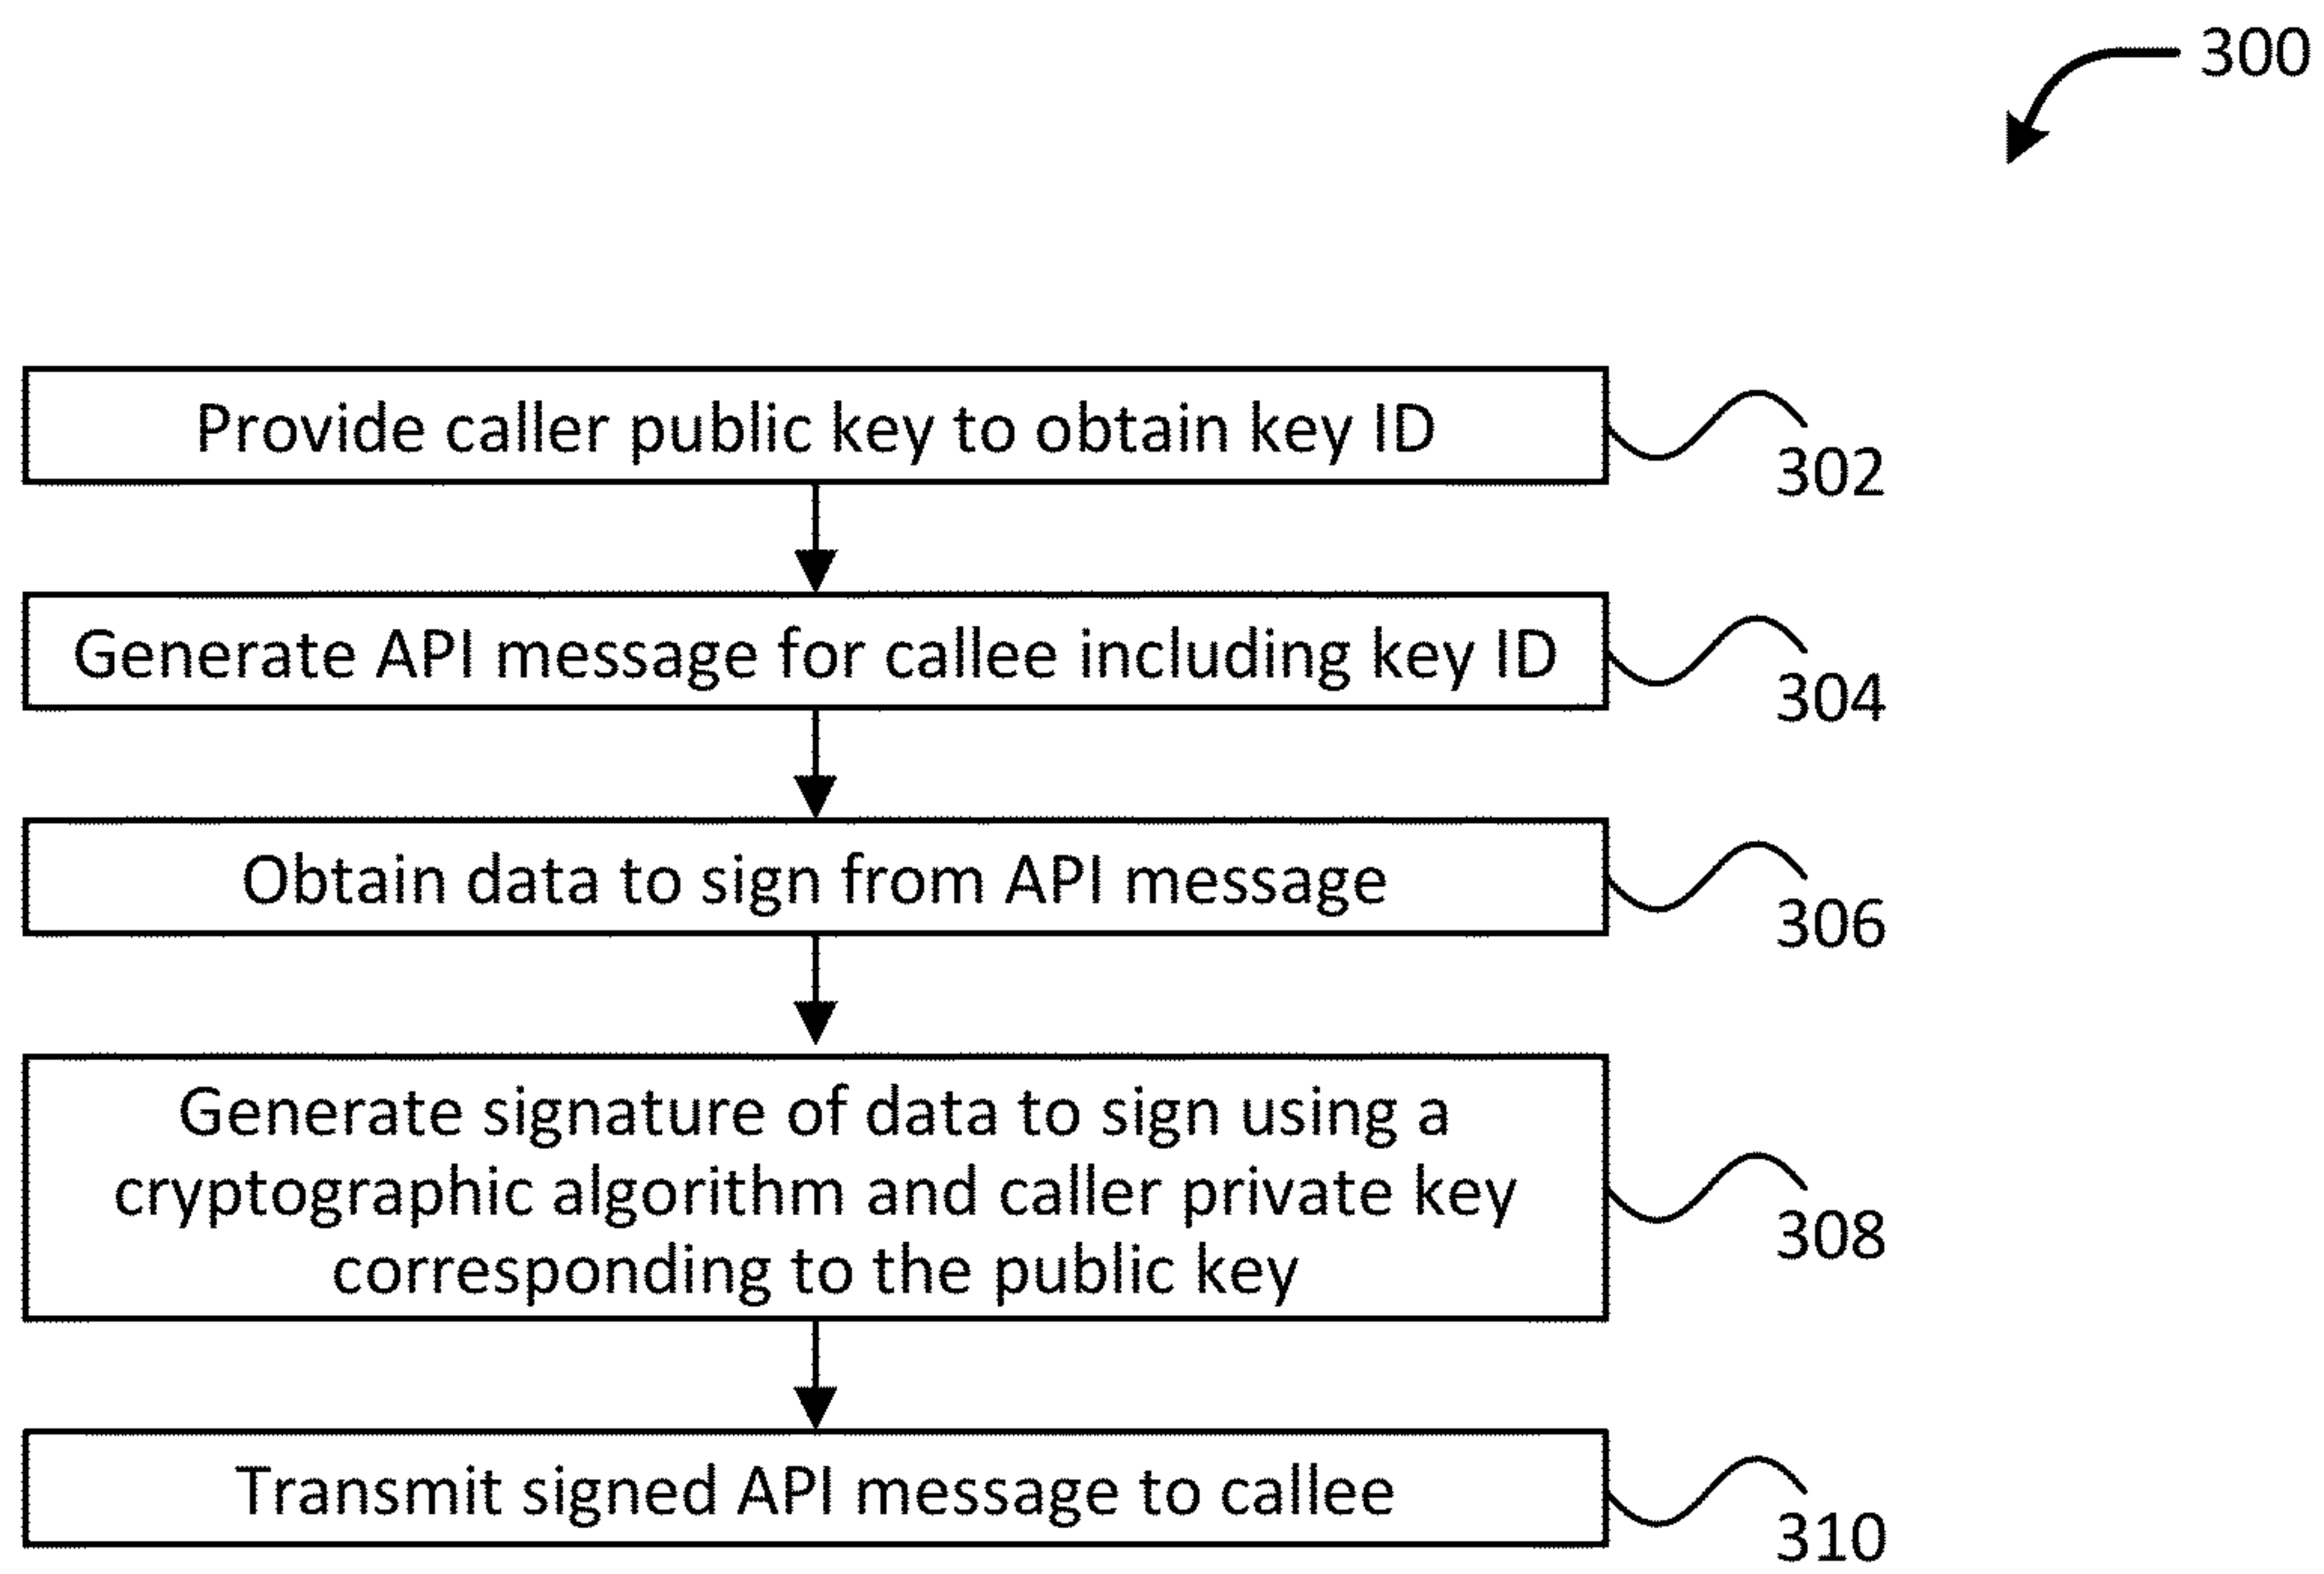 300
Provide caller public key to obtain key ID
302
Generate API message for callee including key ID
304
Obtain data to sign from API message
306
Generate signature of data to sign using a
cryptographic algorithm and caller private key
corresponding to the public key
308
Transmit signed API message to callee
310